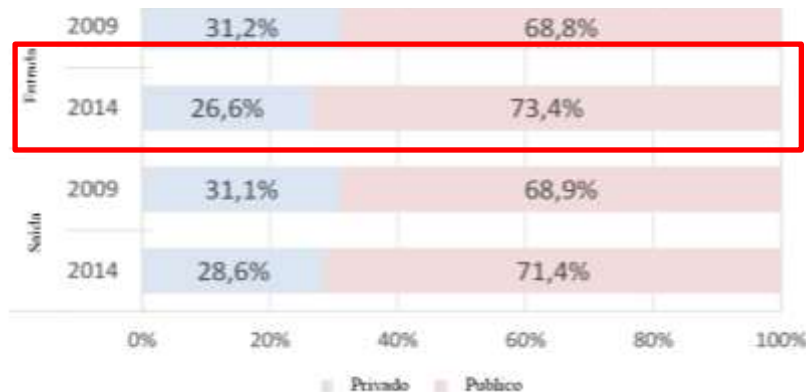 2009 31,2% 68,8%
Entrada
2014 26,6% 73,4%
2009 31,1% 68,9%
Saída
2014 28,6% 71,4%
0% 20% 40% 60% 80% 100%
Privado Publico